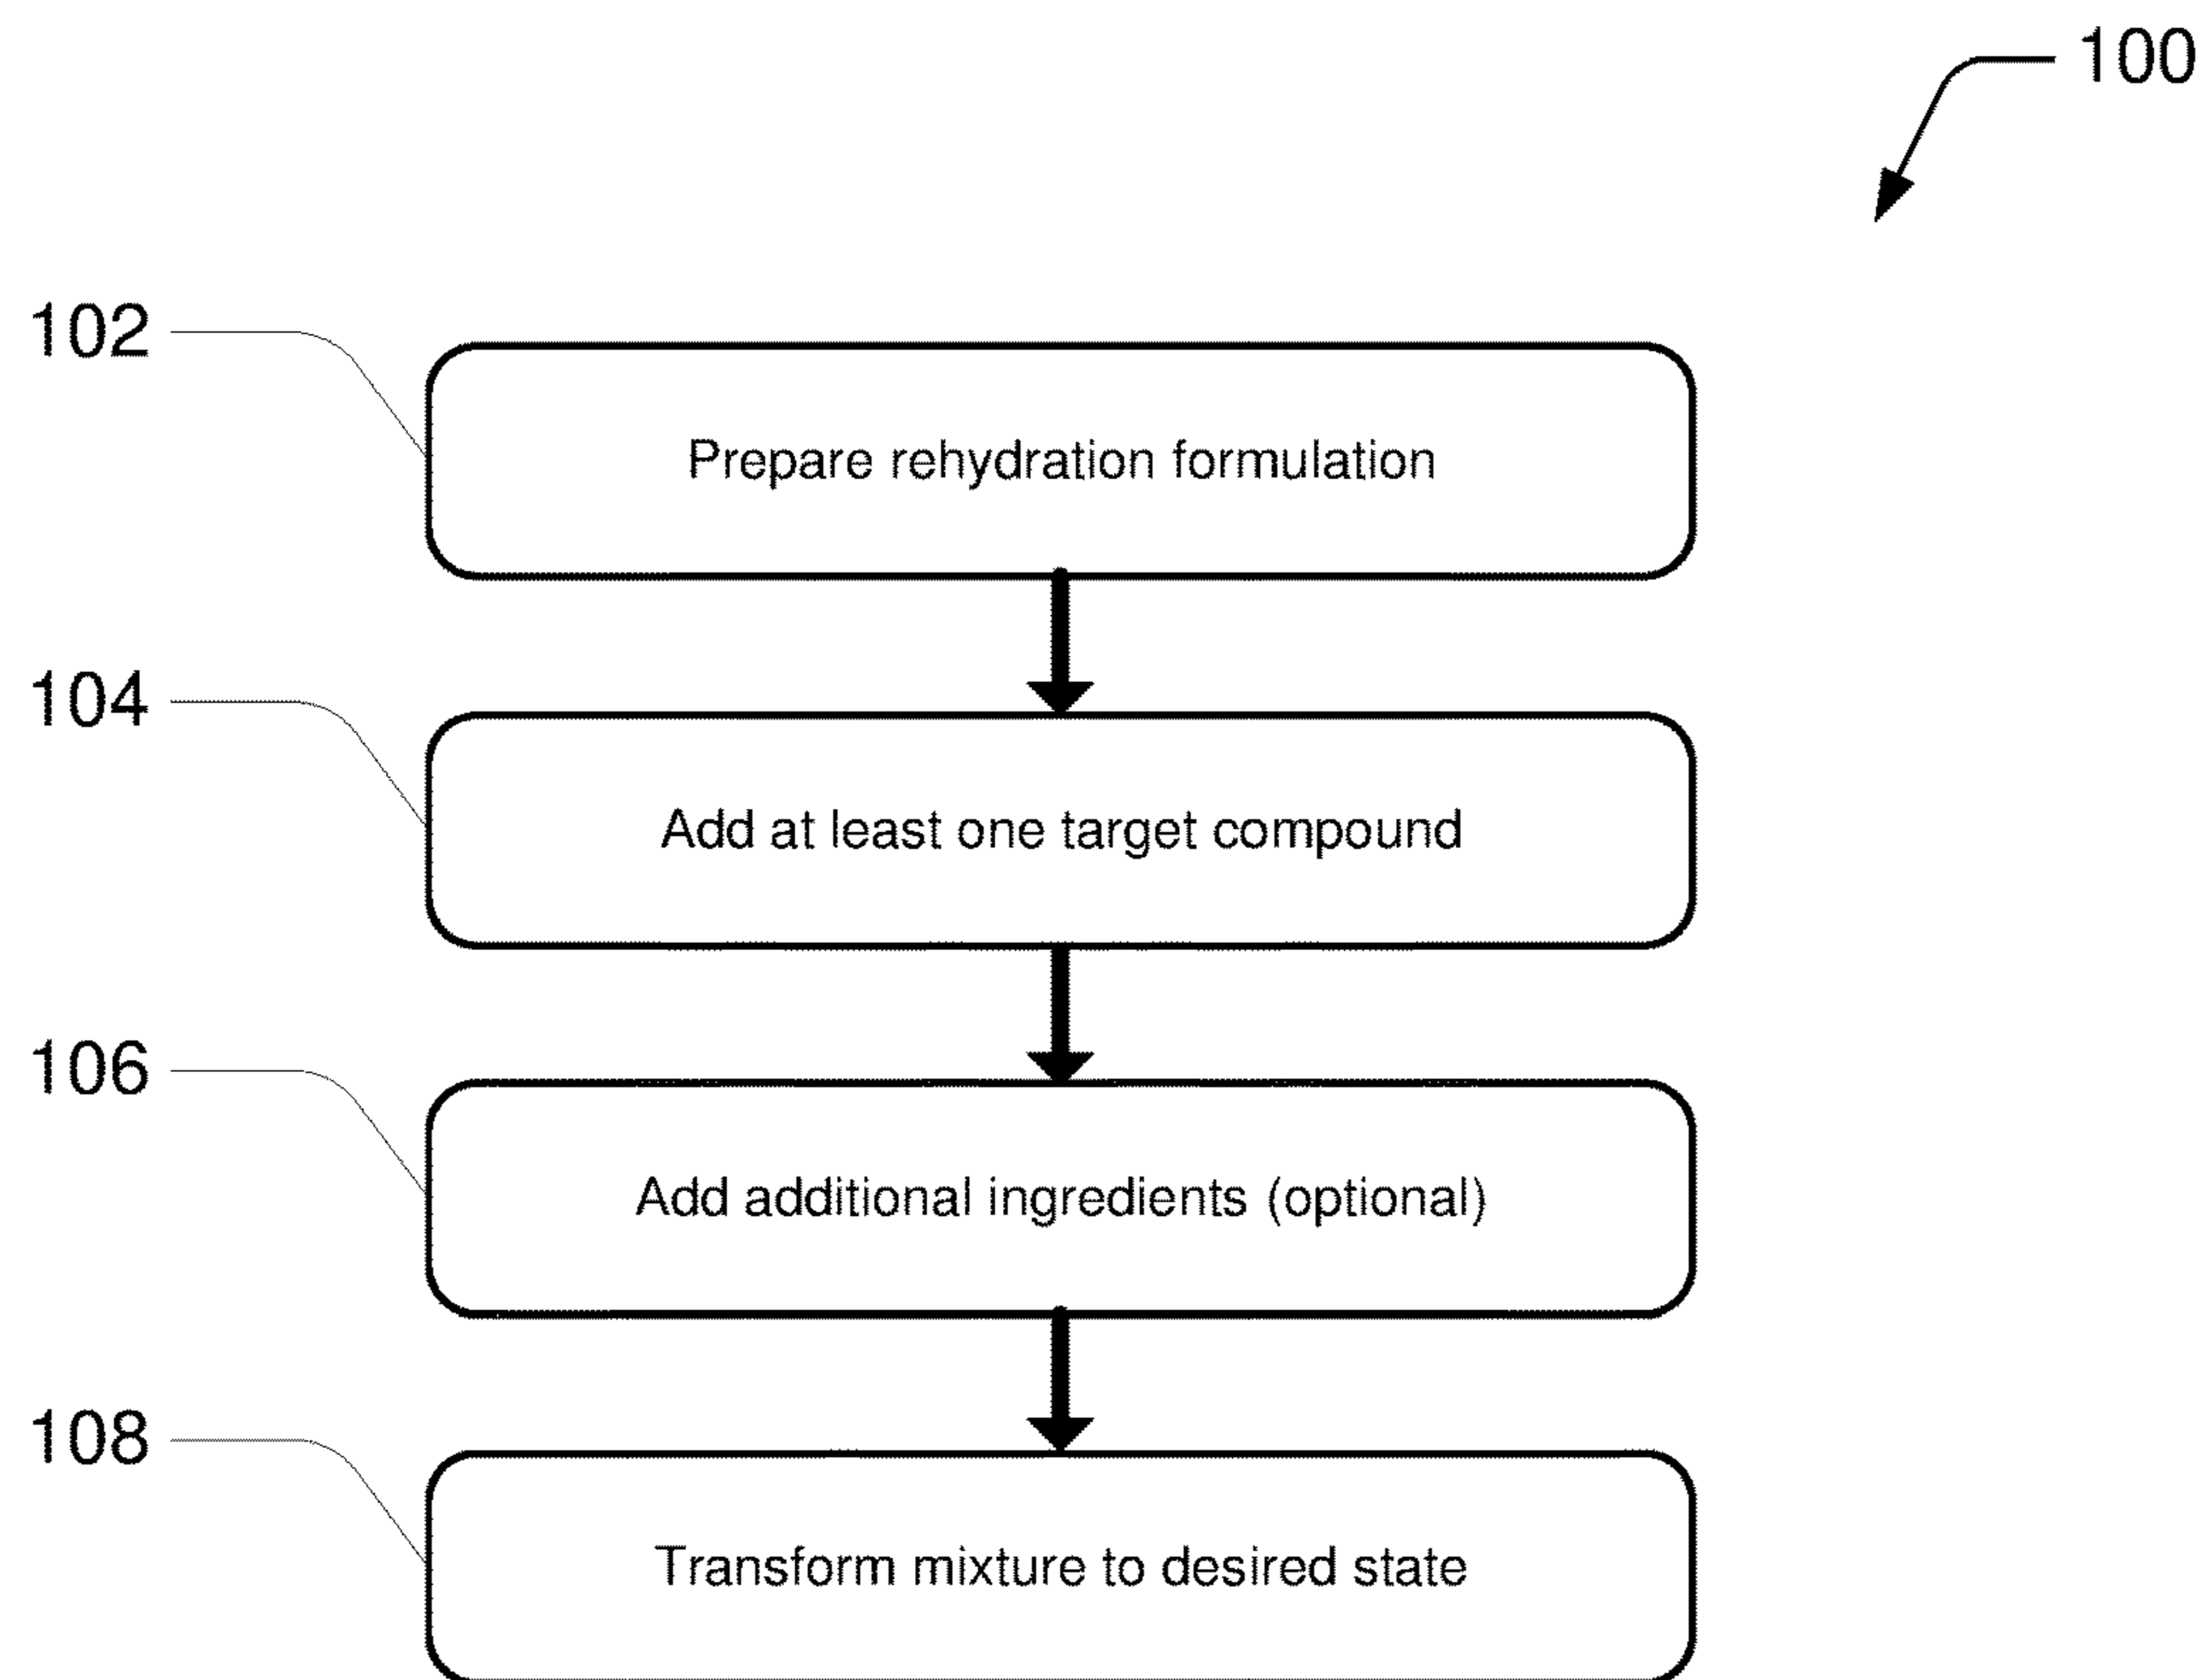 100
102
Prepare rehydration formulation
104
Add at least one target compound
106
Add additional ingredients (optional)
108
Transform mixture to desired state